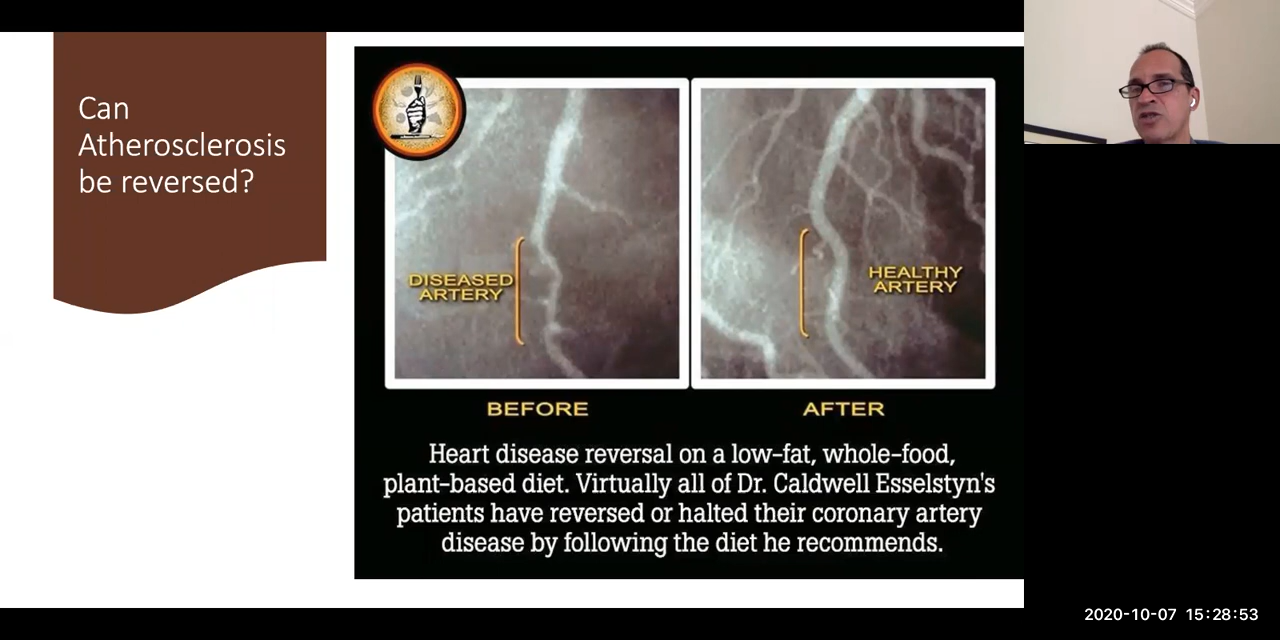 Can
Atherosclerosis
be reversed?
DISEASED
ARTERY
HEALTHY
ARTERY
BEFORE
AFTER
Heart disease reversal on a low-fat, whole-food,
plant-based diet. Virtually all of Dr. Caldwell Esselstyn's
patients have reversed or halted their coronary artery
disease by following the diet he recommends.
2020-10-07 15:28:53